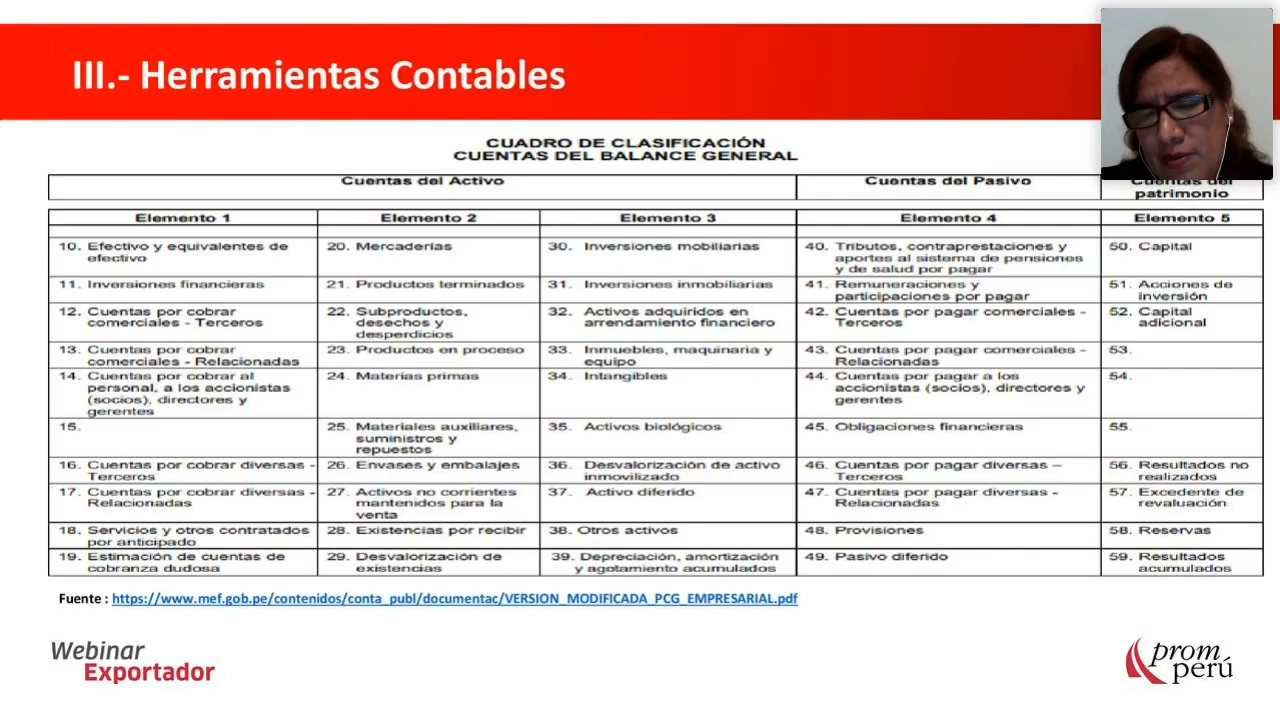 III.- Herramientas Contables
CUADRO DE CLASIFICACIÓN
CUENTAS DEL BALANCE GENERAL
Cuentas del Activo
Cuentas del Pasivo
Cuentas del
patrimonio
Elemento 1
Elemento 2
Elemento 3
Elemento 4
Elemento 5
10. Efectivo y equivalentes de
efectivo
20. Mercaderías
30. Inversiones mobiliarias
40. Tributos, contraprestaciones y
aportes al sistema de pensiones
y de salud por pagar
50. Capital
11. Inversiones financieras
21. Productos terminados
31. Inversiones inmobiliarias
41. Remuneraciones y
participaciones por pagar
51. Acciones de
inversión
12. Cuentas por cobrar
comerciales - Terceros
22. Subproductos,
desechos y
desperdicios
32. Activos adquiridos en
arrendamiento financiero
42. Cuentas por pagar comerciales -
Terceros
52. Capital
adicional
13. Cuentas por cobrar
comerciales - Relacionadas
23. Productos en proceso
33. Inmuebles, maquinaria y
equipo
43. Cuentas por pagar comerciales -
Relacionadas
53.
14. Cuentas por cobrar al
personal, a los accionistas
(socios), directores y
gerentes
24. Materias primas
34. Intangibles
44. Cuentas por pagar a los
accionistas (socios), directores y
gerentes
54.
15.
25. Materiales auxiliares,
suministros y
repuestos
35. Activos biológicos
45. Obligaciones financieras
55.
16. Cuentas por cobrar diversas -
Terceros
26. Envases y embalajes
36. Desvalorización de activo
inmovilizado
46. Cuentas por pagar diversas –
Terceros
56. Resultados no
realizados
17. Cuentas por cobrar diversas -
Relacionadas
27. Activos no corrientes
mantenidos para la
venta
37. Activo diferido
47. Cuentas por pagar diversas -
Relacionadas
57. Excedente de
revaluación
18. Servicios y otros contratados
por anticipado
28. Existencias por recibir
38. Otros activos
48. Provisiones
58. Reservas
19. Estimación de cuentas de
cobranza dudosa
29. Desvalorización de
existencias
39. Depreciación, amortización
y agotamiento acumulados
49. Pasivo diferido
59. Resultados
acumulados
Fuente : https://www.mef.gob.pe/contenidos/conta_publ/documentac/VERSION_MODIFICADA_PCG_EMPRESARIAL.pdf
Webinar
Exportador
prom
perú